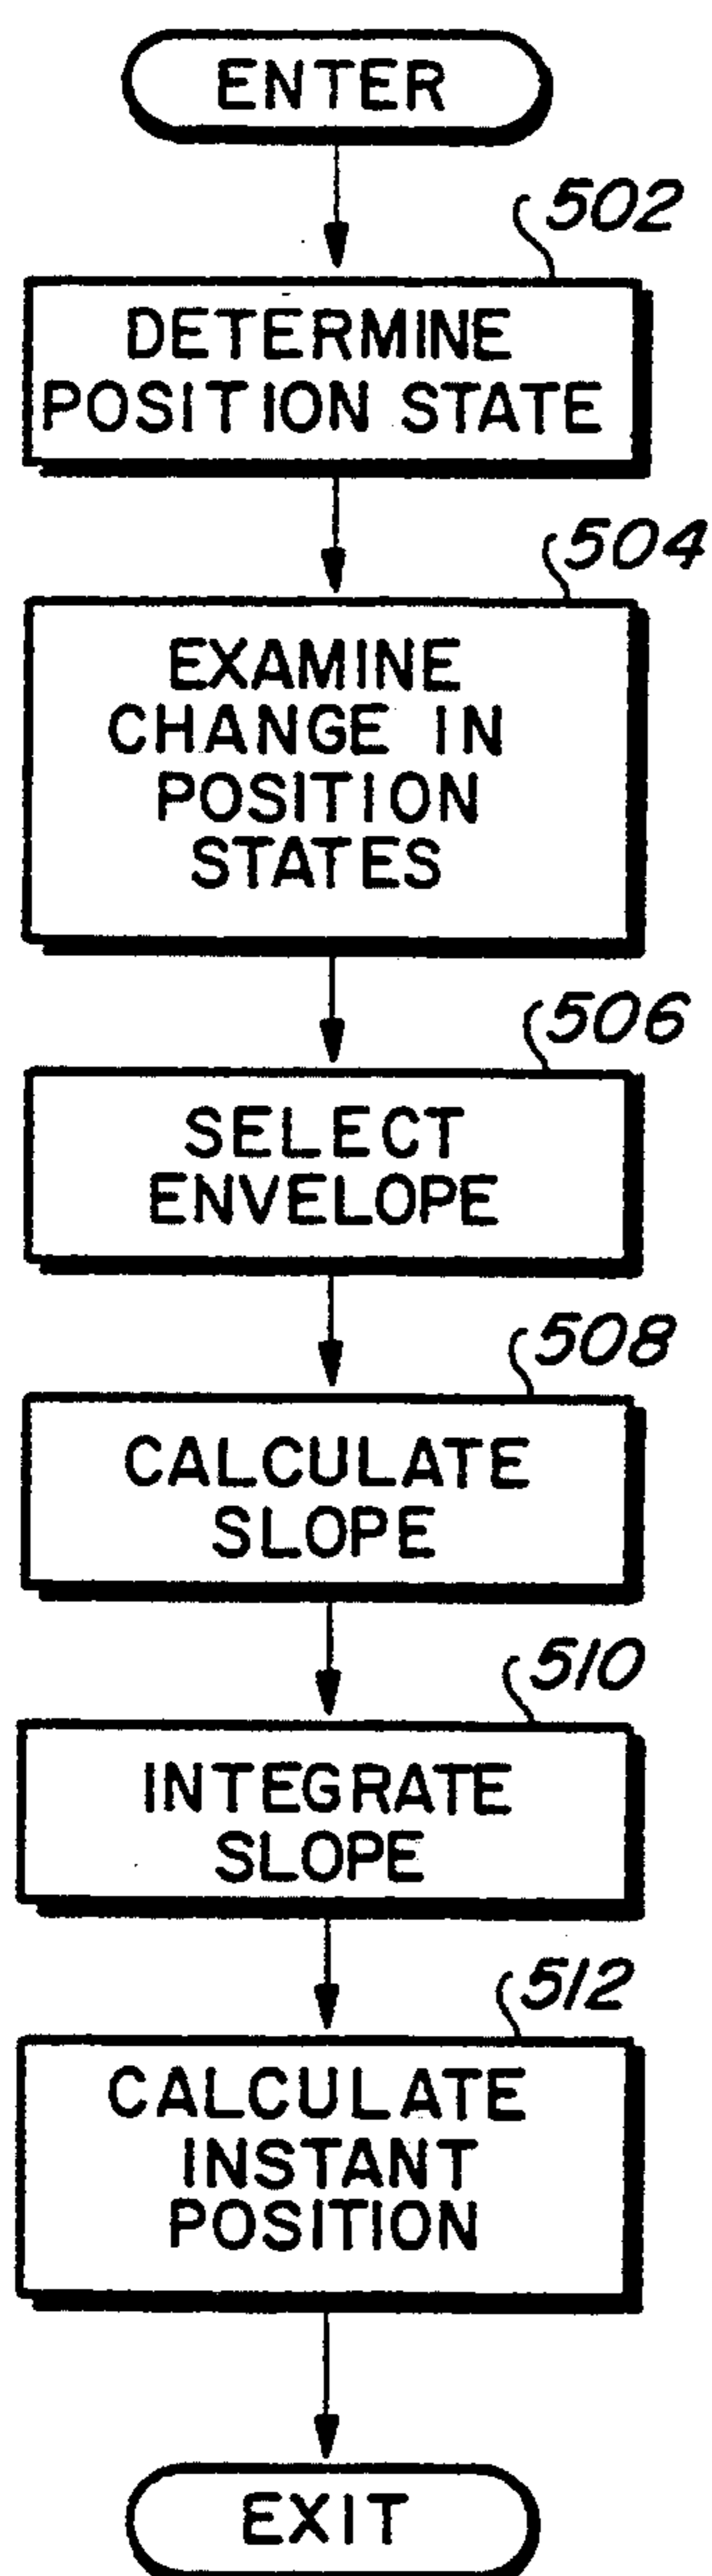 ENTER
502
DETERMINE
POSITION STATE
504
EXAMINE
CHANGE IN
POSITION
STATES
506
SELECT
ENVELOPE
508
CALCULATE
SLOPE
510
INTEGRATE
SLOPE
512
CALCULATE
INSTANT
POSITION
EXIT